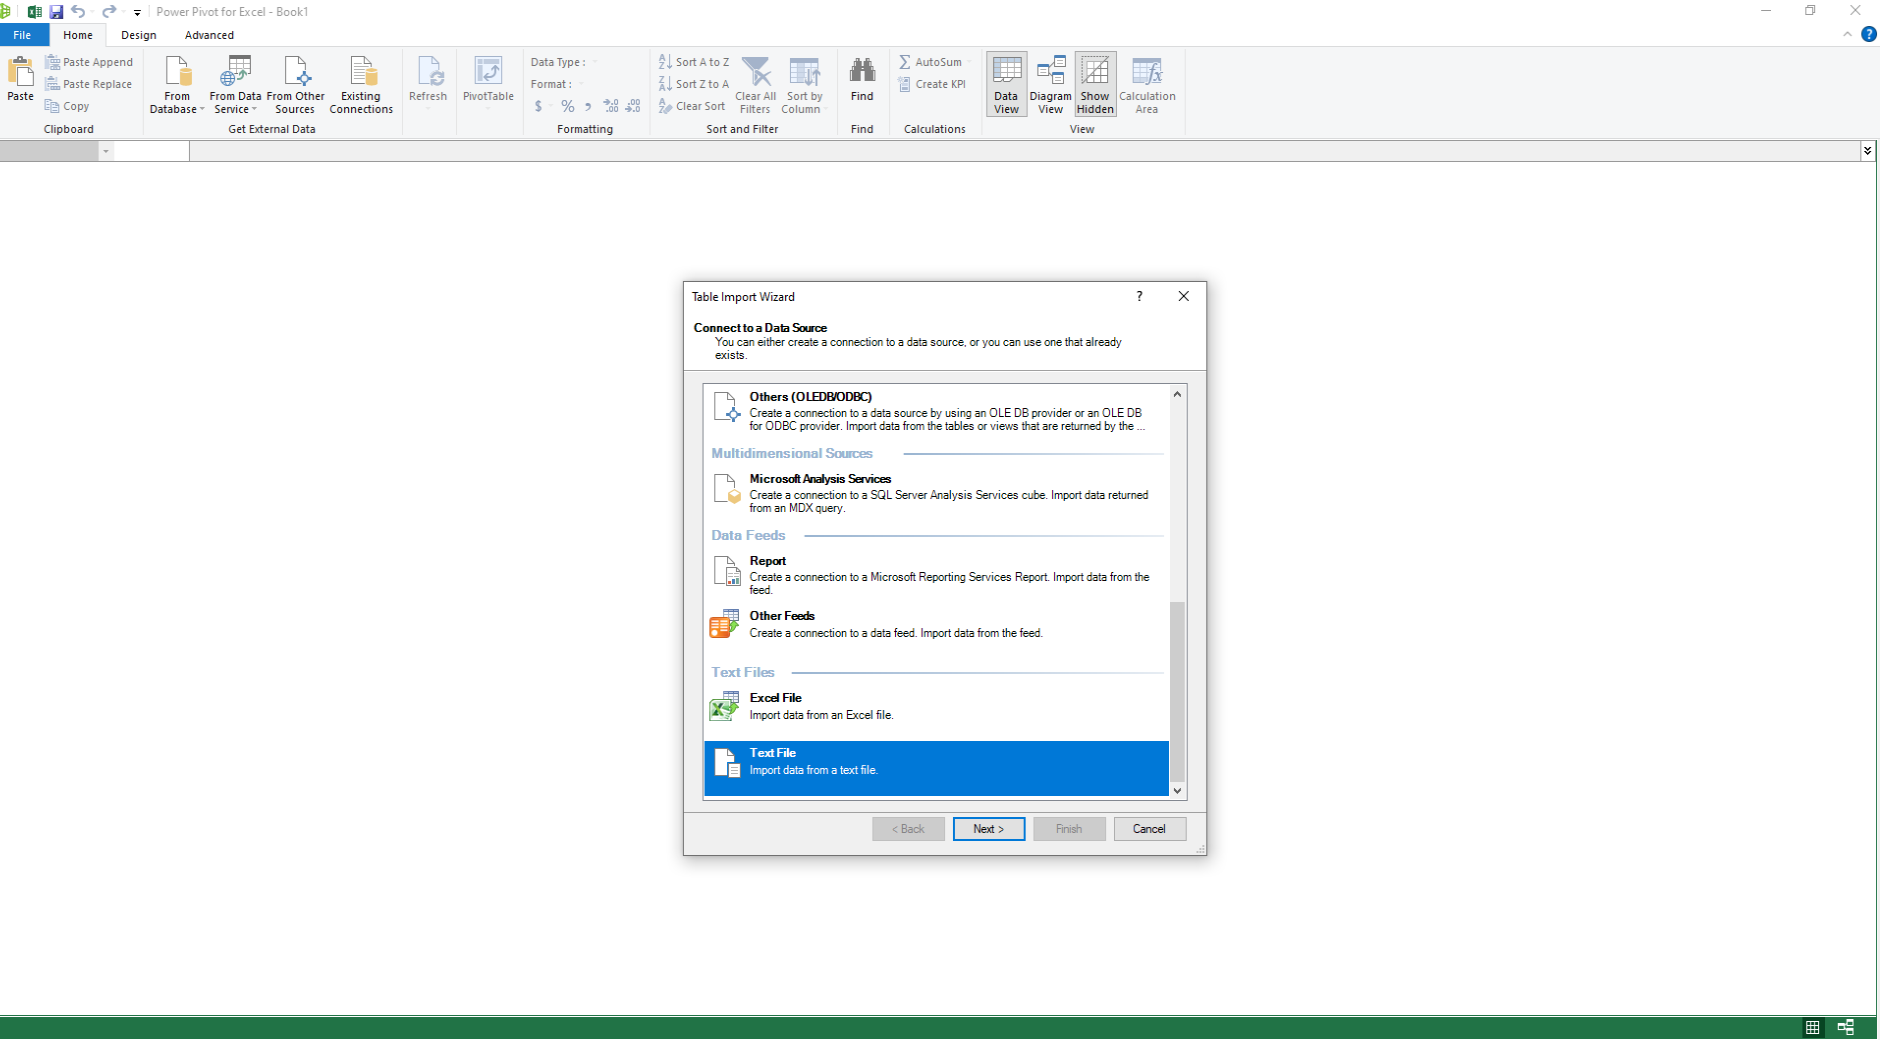 Power Pivot for Excel - Book1
File Home Design Advanced
Paste
Paste Append
Paste Replace
Copy
Clipboard
From Database
From Data Service
From Other Sources
Existing Connections
Get External Data
Refresh
PivotTable
Data Type :
Format :
$ % , .00 .00
Formatting
Sort A to Z
Sort Z to A
Clear Sort
Clear All Filters
Sort by Column
Sort and Filter
Find
Find
AutoSum
Create KPI
Calculations
Data View
Diagram View
Show Hidden
Calculation Area
View
Table Import Wizard
?
Connect to a Data Source
You can either create a connection to a data source, or you can use one that already
exists.
Others (OLEDB/ODBC)
Create a connection to a data source by using an OLE DB provider or an OLE DB
for ODBC provider. Import data from the tables or views that are returned by the ...
Multidimensional Sources
Microsoft Analysis Services
Create a connection to a SQL Server Analysis Services cube. Import data returned
from an MDX query.
Data Feeds
Report
Create a connection to a Microsoft Reporting Services Report. Import data from the
feed.
Other Feeds
Create a connection to a data feed. Import data from the feed.
Text Files
Excel File
Import data from an Excel file.
Text File
Import data from a text file.
< Back Next > Finish Cancel